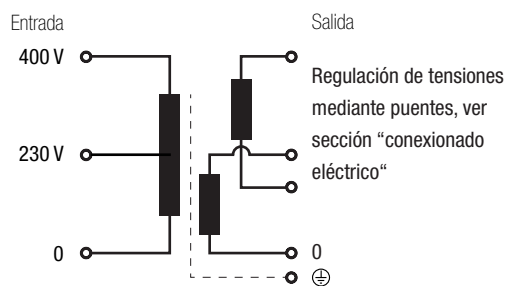 Entrada
Salida
400 V
Regulación de tensiones
mediante puentes, ver
sección “conexionado
eléctrico“
230 V
0
0